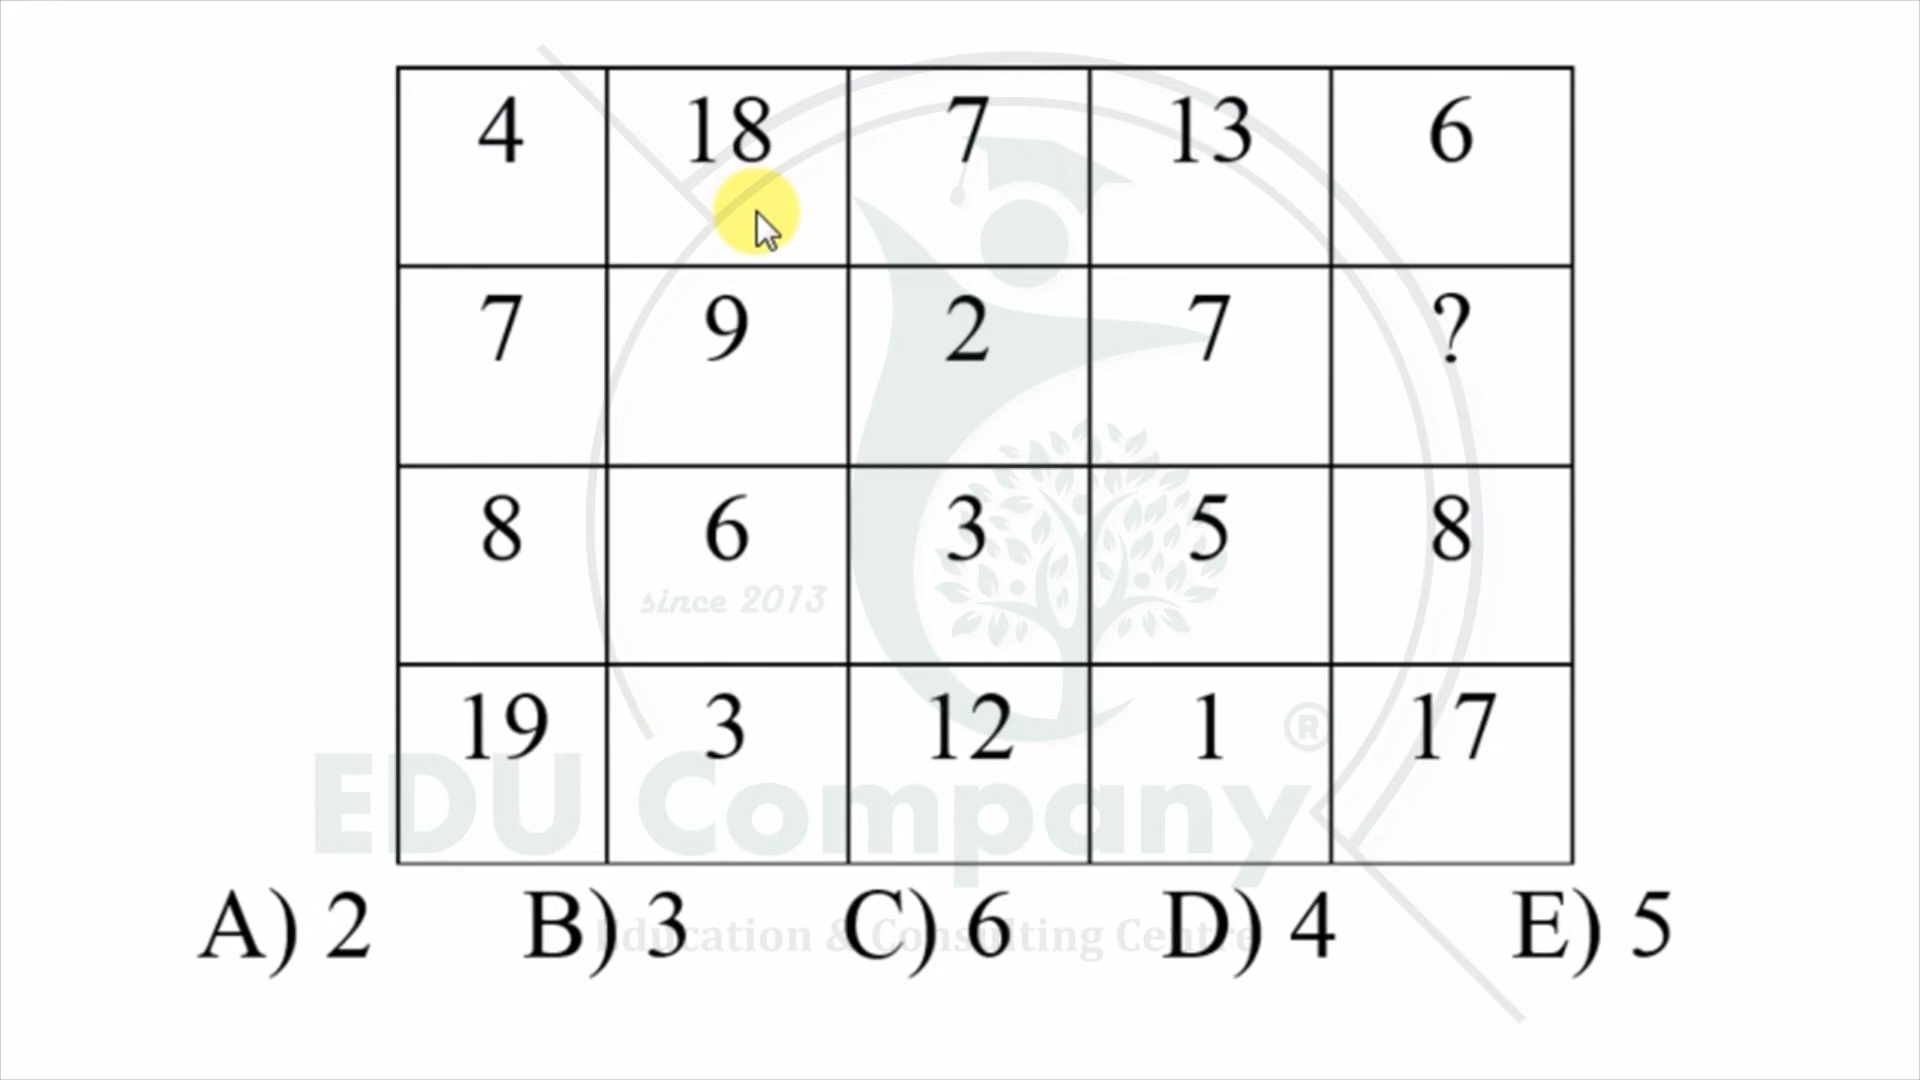 4 18 7 13 6
7 9 2 7 ?
8 6 3 5 8
since 2013
19 3 12 1 17
®
EDU Company
A) 2 B) 3 C) 6 D) 4 E) 5
Education & Consulting Centre